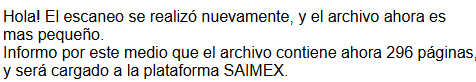 Hola! El escaneo se realizó nuevamente, y el archivo ahora es
mas pequeño.
Informo por este medio que el archivo contiene ahora 296 páginas,
y será cargado a la plataforma SAIMEX.